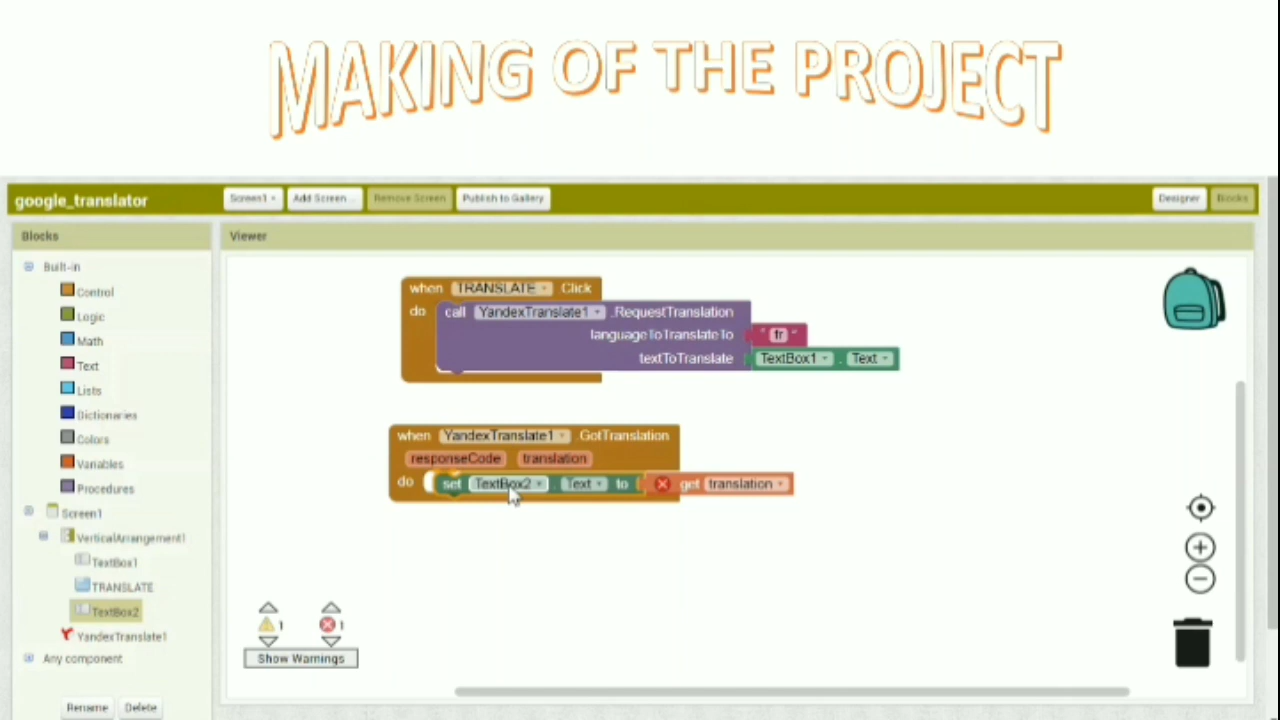 MAKING OF THE PROJECT
google_translator
Screen1
Add Screen ...
Remove Screen
Publish to Gallery
Designer
Blocks
Blocks
Viewer
Built-in
Control
Logic
Math
Text
Lists
Dictionaries
Colors
Variables
Procedures
Screen1
VerticalArrangement1
TextBox1
TRANSLATE
TextBox2
YandexTranslate1
Any component
Rename
Delete
when TRANSLATE .Click
do call YandexTranslate1 .RequestTranslation
languageToTranslateTo " tr "
textToTranslate TextBox1 . Text
when YandexTranslate1 .GotTranslation
responseCode translation
do set TextBox2 . Text to get translation
1 1
Show Warnings